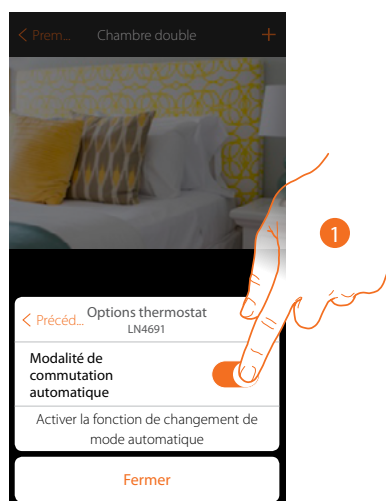 < Prem... Chambre double +
1
< Précéd... Options thermostat
LN4691
Modalité de
commutation
automatique
Activer la fonction de changement de
mode automatique
Fermer